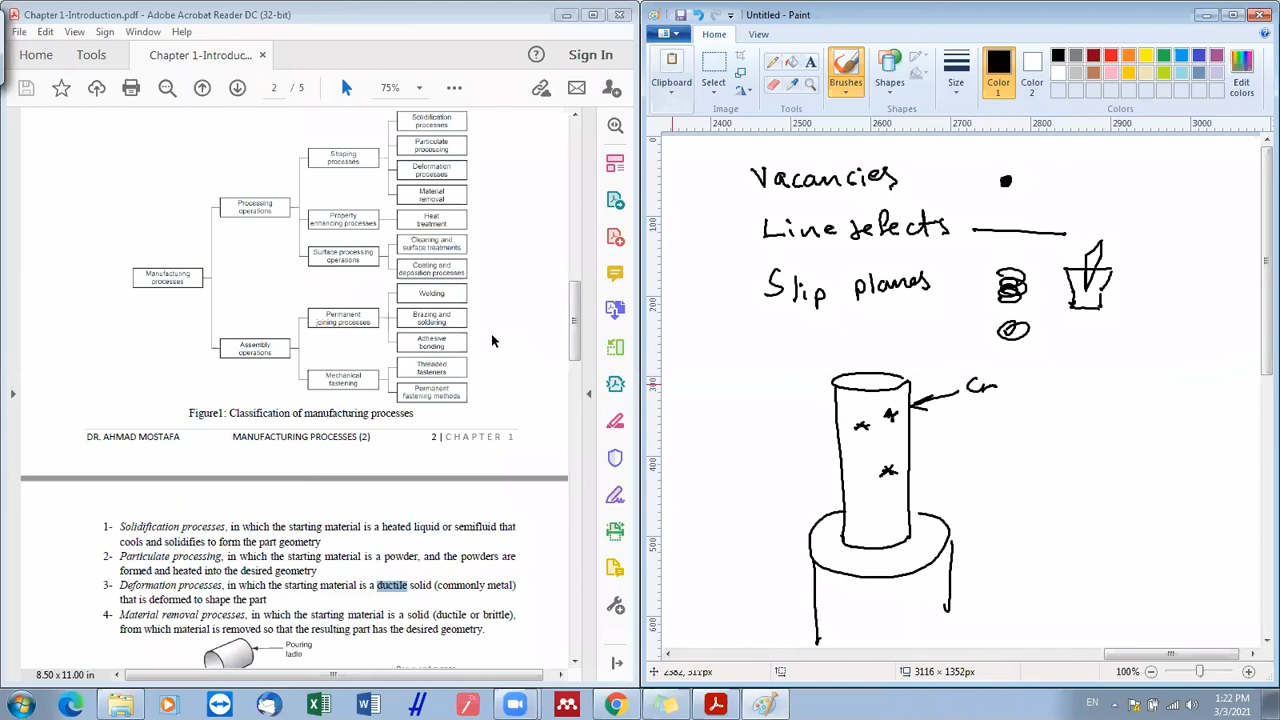 Chapter 1-Introduction.pdf - Adobe Acrobat Reader DC (32-bit)
File Edit View Sign Window Help
Home Tools Chapter 1-Introduc... × Sign In
2 / 75%
Solidification processes
Particulate processing
Shaping processes
Deformation processes
Material removal
Processing operations
Property enhancing processes
Heat treatment
Surface processing operations
Cleaning and surface treatments
Coating and deposition processes
Manufacturing processes
Welding
Permanent joining processes
Brazing and soldering
Assembly operations
Adhesive bonding
Threaded fasteners
Mechanical fastening
Permanent fastening methods
Figure1: Classification of manufacturing processes
DR. AHMAD MOSTAFA MANUFACTURING PROCESSES (2) 2 | CHAPTER 1
1- Solidification processes, in which the starting material is a heated liquid or semifluid that
cools and solidifies to form the part geometry
2- Particulate processing, in which the starting material is a powder, and the powders are
formed and heated into the desired geometry
3- Deformation processes, in which the starting material is a ductile solid (commonly metal)
that is deformed to shape the part
4- Material removal processes, in which the starting material is a solid (ductile or brittle),
from which material is removed so that the resulting part has the desired geometry.
Pouring
ladle
8.50 x 11.00 in
Untitled - Paint
Home View
Clipboard
Select
Image
Tools
Brushes
Shapes
Shapes
Size
Color 1
Color 2
Edit colors
Colors
2400 2500 2600 2700 2800 2900 3000
0
100
200
300
400
500
600
Vacancies
Line defects
Slip planes
Cr
3116 × 1352px
100%
EN
1:22 PM
3/3/2021